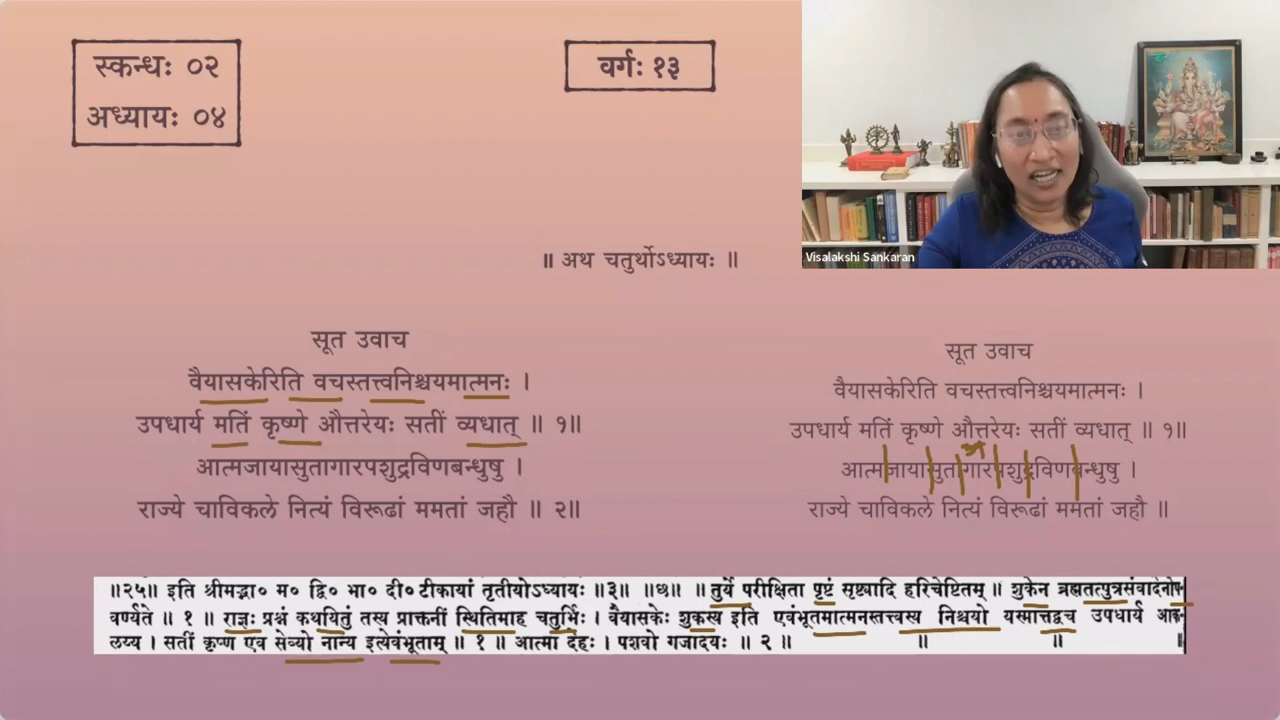 स्कन्धः ०२
अध्यायः ०४
वर्गः १३
Visalakshi Sankaran
॥ अथ चतुर्थोऽध्यायः ॥
सूत उवाच
वैयासकेरिति वचस्तत्त्वनिश्चयमात्मनः ।
उपधार्य मतिं कृष्णे औत्तरेयः सतीं व्यधात् ॥ १॥
आत्मजायासुतागारपशुद्रविणबन्धुषु ।
राज्ये चाविकले नित्यं विरूढां ममतां जहौ ॥ २॥
सूत उवाच
वैयासकेरिति वचस्तत्त्वनिश्चयमात्मनः ।
उपधार्य मतिं कृष्णे औत्तरेयः सतीं व्यधात् ॥ १॥
आत्मजायासुतागारपशुद्रविणबन्धुषु ।
राज्ये चाविकले नित्यं विरूढां ममतां जहौ ॥
॥२५॥ इति श्रीमद्भा० म० द्वि० भा० दी० टीकायां तृतीयोऽध्यायः ॥३॥ ॥छ॥ ॥ तुर्ये परीक्षिता पृष्टं सृष्ट्यादि हरिचेष्टितम् ॥ शुकेन ब्रह्मतत्पुत्रसंवादेनोप-
वर्ण्यते ॥ १ ॥ राज्ञः प्रश्नं कथयितुं तस्य प्राक्तनीं स्थितिमाह चतुर्भिः । वैयासकेः शुकस्य इति एवंभूतमात्मनस्तत्त्वस्य निश्चयो यस्मात्तद्वच उपधार्य आक-
लय्य । सतीं कृष्ण एव सेव्यो नान्य इत्येवंभूताम् ॥ १ ॥ आत्मा देहः । पशवो गजादयः ॥ २ ॥ ॥ ॥